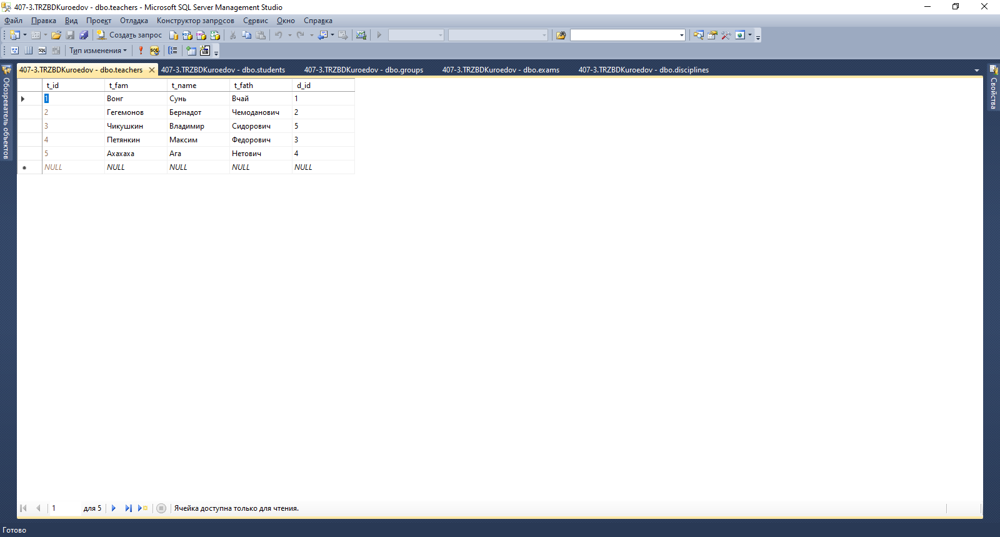 407-3.TRZBDKuroedov - dbo.teachers - Microsoft SQL Server Management Studio
Файл Правка Вид Проект Отладка Конструктор запросов Сервис Окно Справка
Создать запрос
Тип изменения
407-3.TRZBDKuroedov - dbo.teachers 407-3.TRZBDKuroedov - dbo.students 407-3.TRZBDKuroedov - dbo.groups 407-3.TRZBDKuroedov - dbo.exams 407-3.TRZBDKuroedov - dbo.disciplines
Обозреватель объектов
Свойства
t_id t_fam t_name t_fath d_id
1 Вонг Сунь Вчай 1
2 Гегемонов Бернадот Чемоданович 2
3 Чикушкин Владимир Сидорович 5
4 Петянкин Максим Федорович 3
5 Ахахаха Ага Нетович 4
NULL NULL NULL NULL NULL
1 для 5 Ячейка доступна только для чтения.
Готово